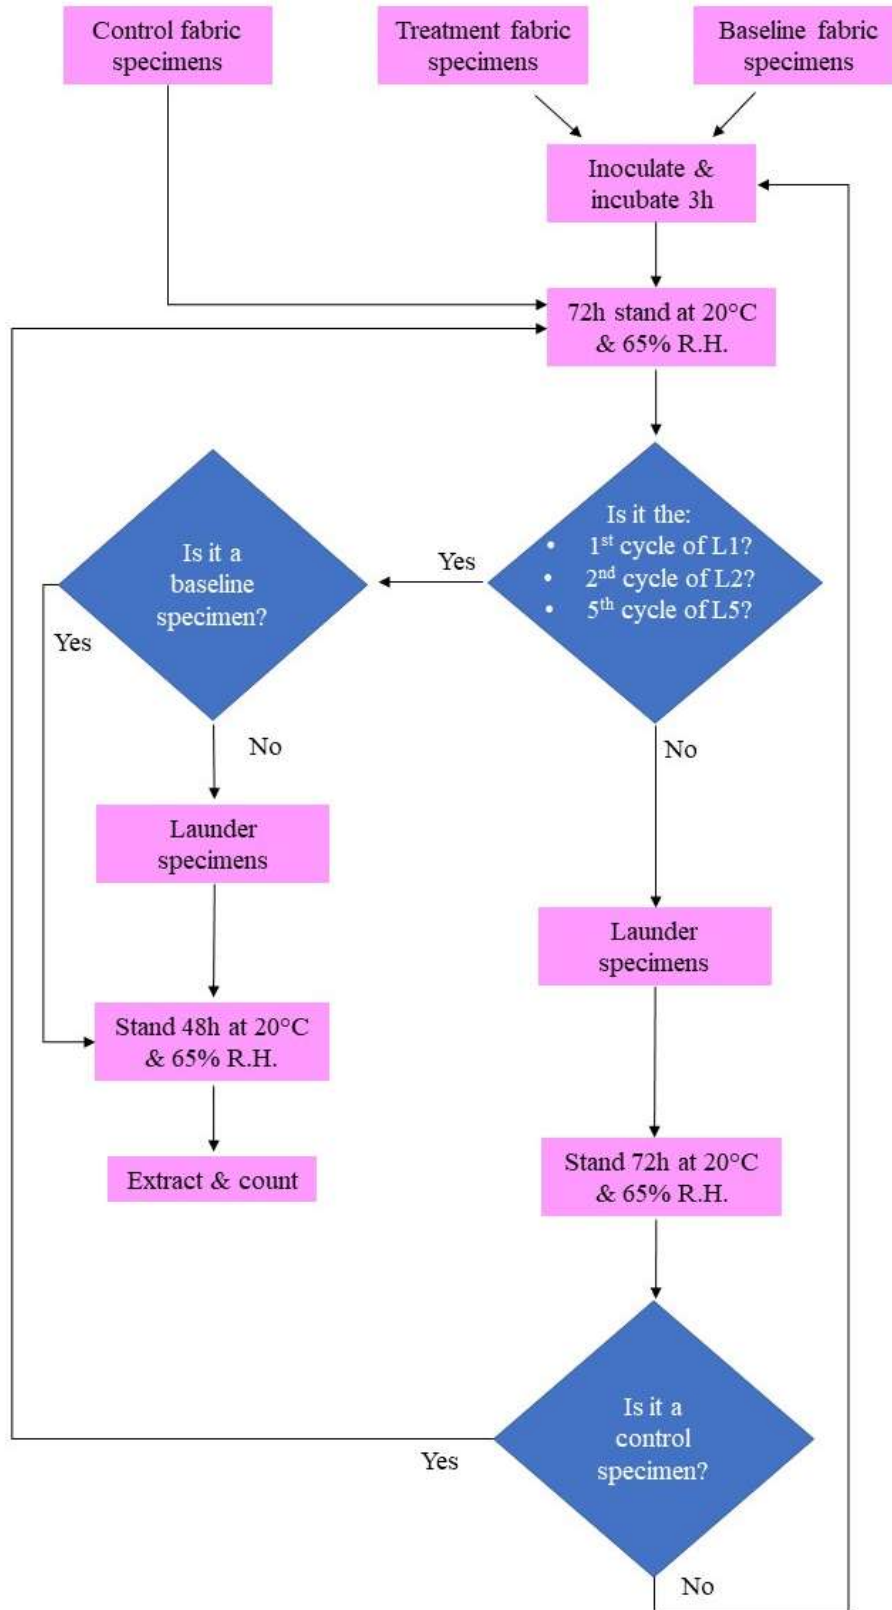 Control fabric
specimens
Treatment fabric
specimens
Baseline fabric
specimens
Inoculate &
incubate 3h
72h stand at 20°C
& 65% R.H.
Is it the:
• 1st cycle of L1?
• 2nd cycle of L2?
• 5th cycle of L5?
Yes
Is it a
baseline
specimen?
Yes
No
No
Launder
specimens
Launder
specimens
Stand 48h at 20°C
& 65% R.H.
Extract & count
Stand 72h at 20°C
& 65% R.H.
Is it a
control
specimen?
Yes
No